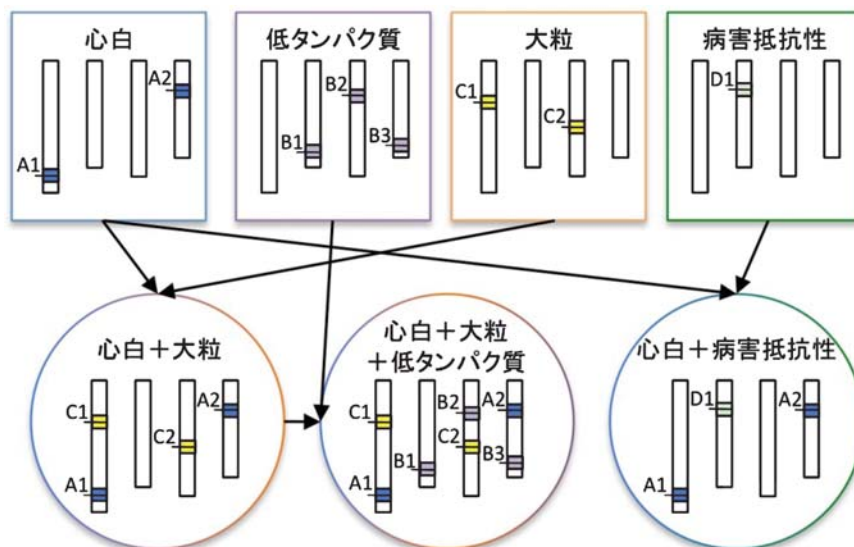 心白
A1
A2
低タンパク質
B1
B2
B3
大粒
C1
C2
病害抵抗性
D1
心白＋大粒
C1
A1
C2
A2
心白＋大粒
＋低タンパク質
C1
A1
B1
B2
C2
A2
B3
心白＋病害抵抗性
A1
D1
A2